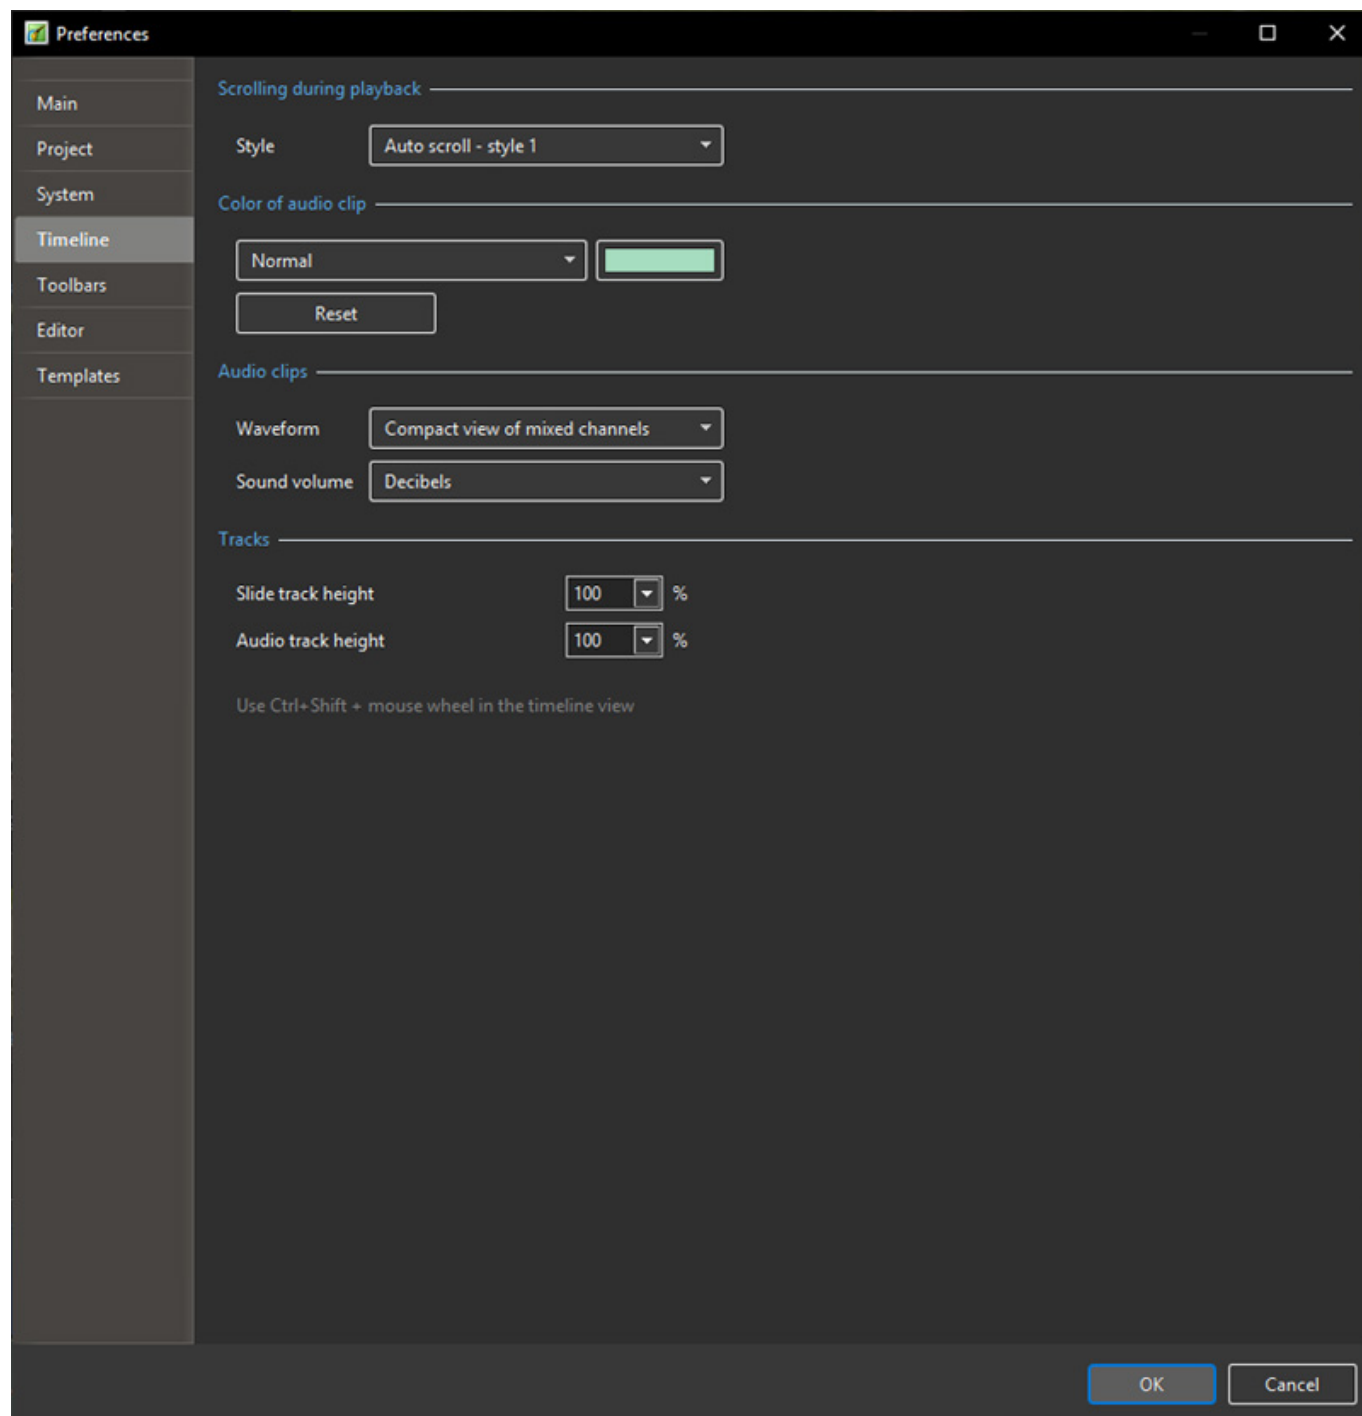 Preferences
Main
Project
System
Timeline
Toolbars
Editor
Templates
Scrolling during playback
Style Auto scroll - style 1
Color of audio clip
Normal
Reset
Audio clips
Waveform Compact view of mixed channels
Sound volume Decibels
Tracks
Slide track height 100 %
Audio track height 100 %
Use Ctrl+Shift + mouse wheel in the timeline view
OK Cancel